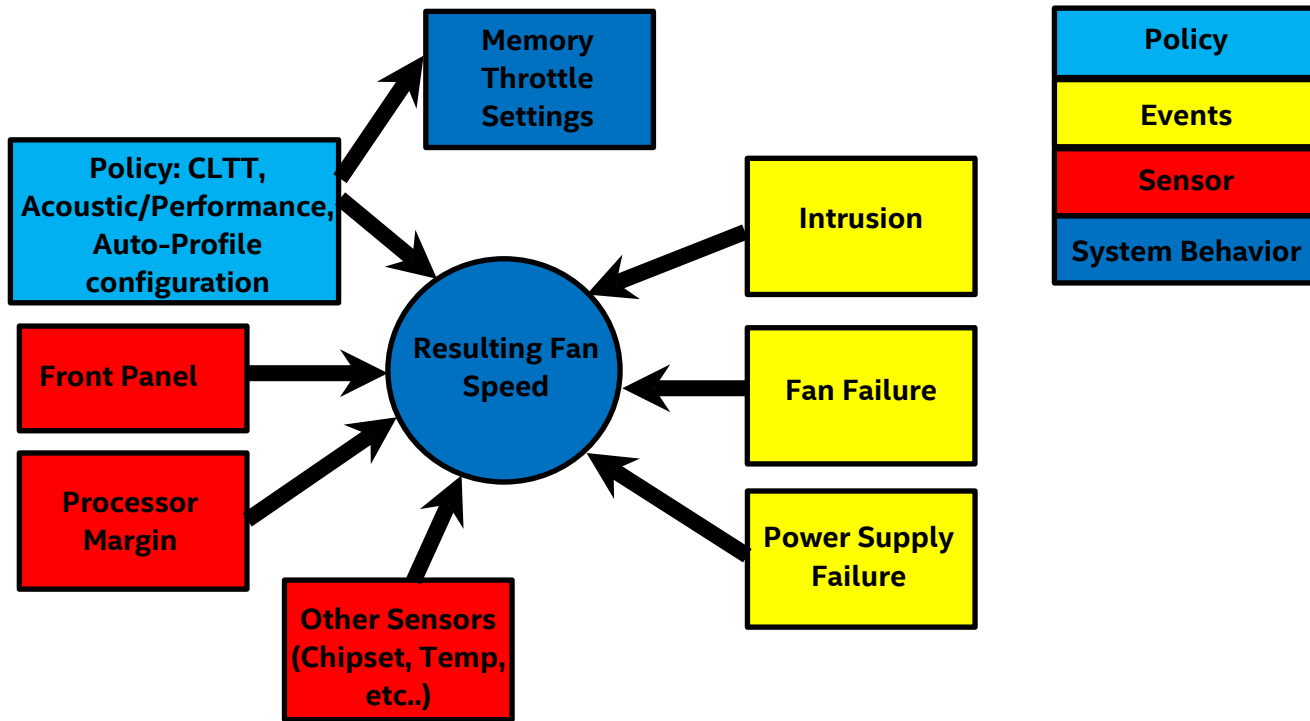 Memory
Throttle
Settings
Policy: CLTT,
Acoustic/Performance,
Auto-Profile
configuration
Front Panel
Processor
Margin
Other Sensors
(Chipset, Temp,
etc..)
Resulting Fan
Speed
Intrusion
Fan Failure
Power Supply
Failure
Policy
Events
Sensor
System Behavior